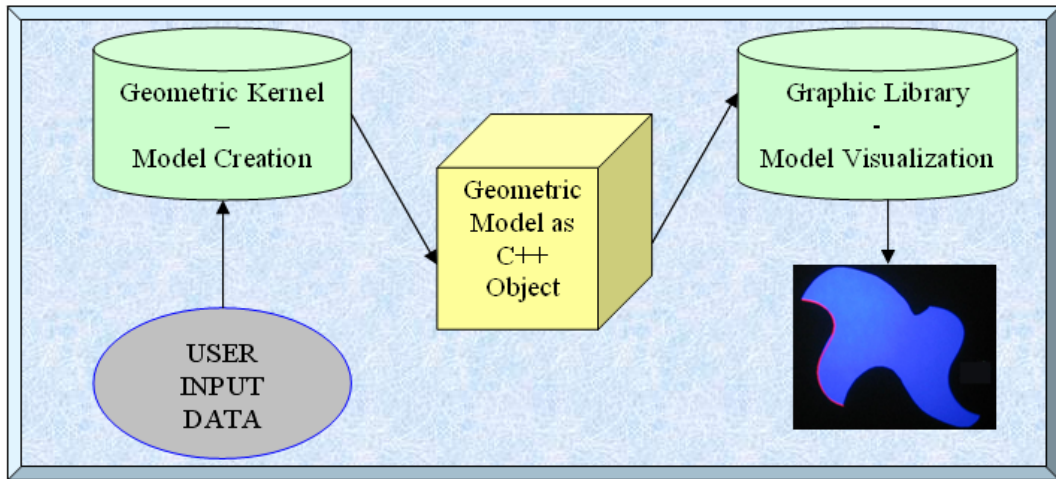 Geometric Kernel
–
Model Creation
USER
INPUT
DATA
Geometric
Model as
C++
Object
Graphic Library
-
Model Visualization